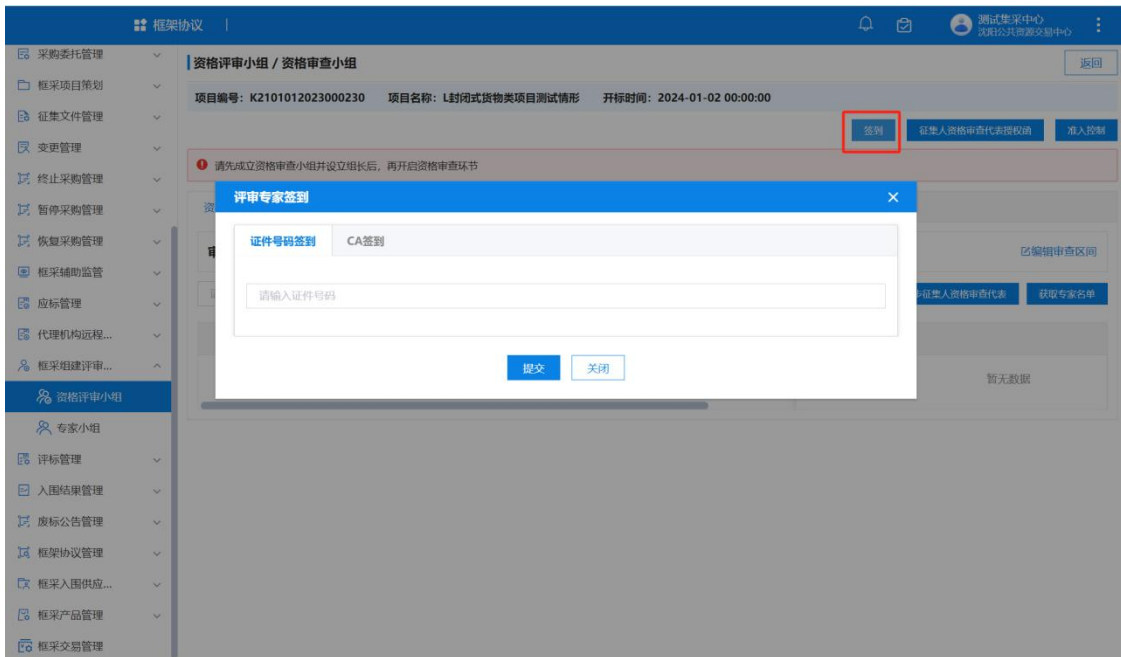 框架协议
测试集采中心
沈阳公共资源交易中心
采购委托管理
框采项目策划
征集文件管理
变更管理
终止采购管理
暂停采购管理
恢复采购管理
框采辅助监管
应标管理
代理机构远程...
框采组建评审...
资格评审小组
专家小组
评标管理
入围结果管理
废标公告管理
框架协议管理
框采入围供应...
框采产品管理
框采交易管理
资格评审小组 / 资格审查小组
返回
项目编号：K2101012023000230 项目名称：L封闭式货物类项目测试情形 开标时间：2024-01-02 00:00:00
签到 征集人资格审查代表授权函 准入控制
请先成立资格审查小组并设立组长后，再开启资格审查环节
评审专家签到
证件号码签到 CA签到
请输入证件号码
提交 关闭
编辑审查区间
征集人资格审查代表 获取专家名单
暂无数据